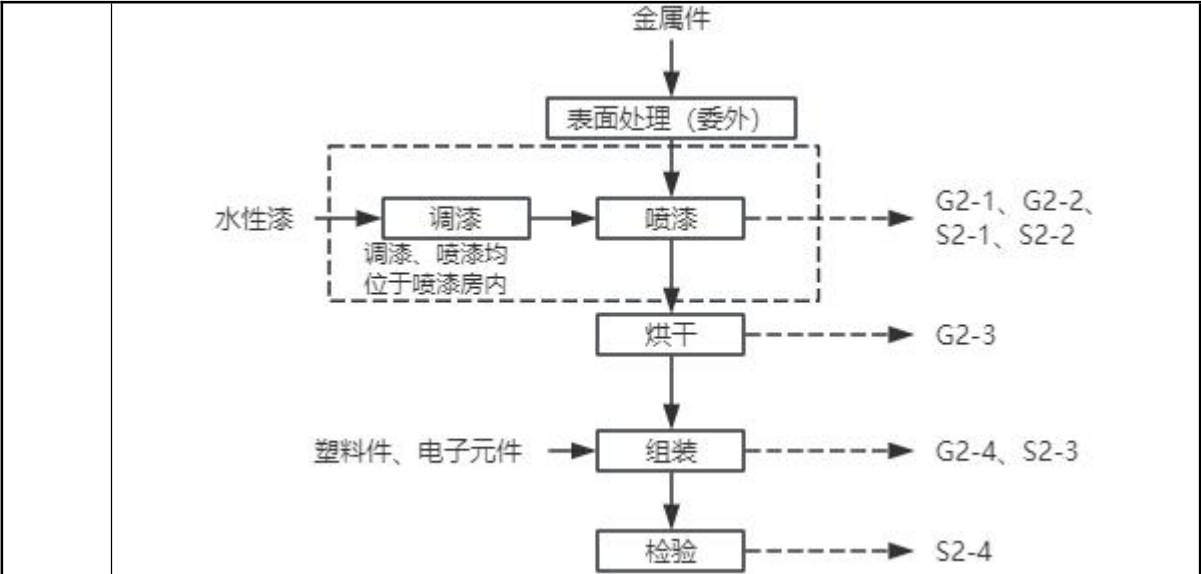 金属件
表面处理（委外）
水性漆
调漆
喷漆
G2-1、G2-2、
S2-1、S2-2
调漆、喷漆均
位于喷漆房内
烘干
G2-3
塑料件、电子元件
组装
G2-4、S2-3
检验
S2-4